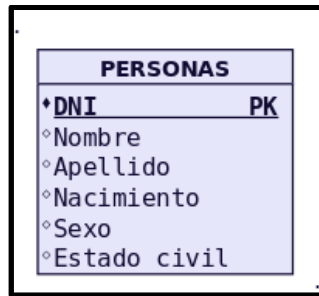 PERSONAS
DNI PK
Nombre
Apellido
Nacimiento
Sexo
Estado civil